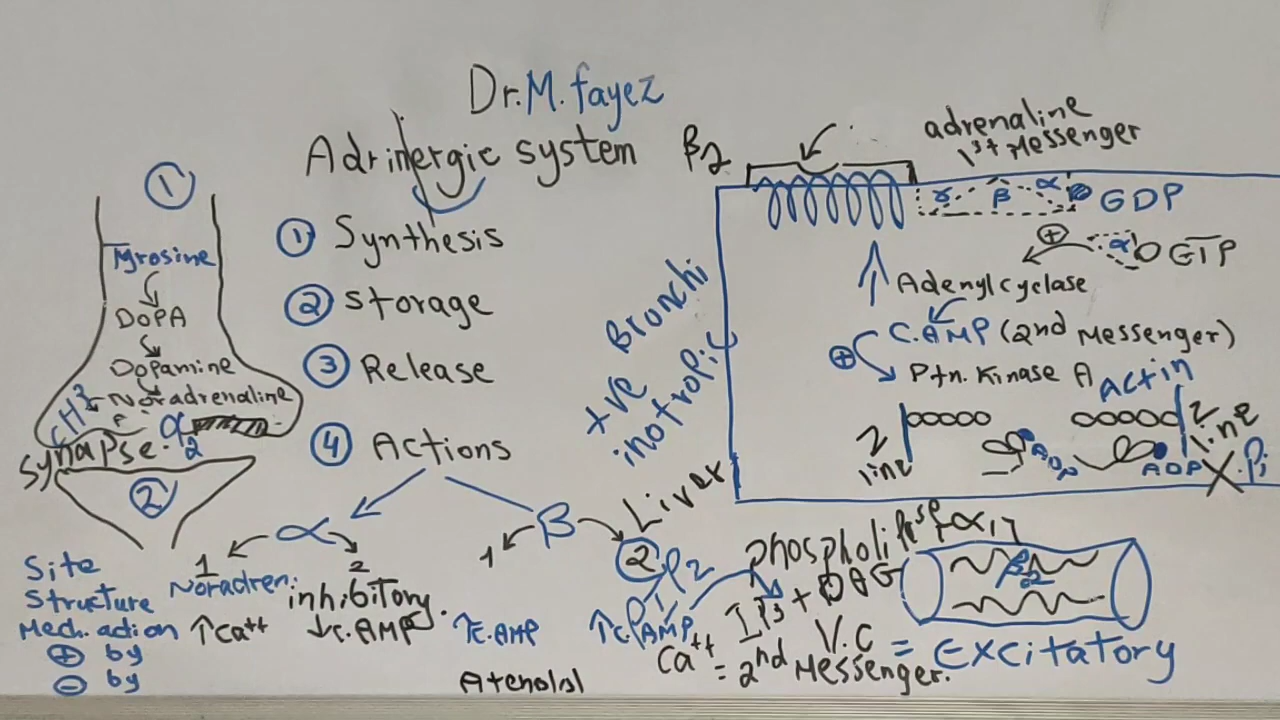 Dr. M. fayez
Adrinergic system
① Synthesis
② Storage
③ Release
④ Actions
①
Tyrosine
DOPA
Dopamine
CH3 Noradrenaline
α2
Synapse.
②
Site
Structure
Mech. action
⊕ by
⊖ by
α
1
Noradren.
↑ Ca++
2
inhibitory.
↓ C.AMP
β
1
↑ C.AMP
Atenolol
② β2
Liver
↑ C.AMP
β2
adrenaline
1st Messenger
γ β α GDP
⊕ α GTP
Adenylcyclase
C.AMP (2nd Messenger)
⊕ Ptn. Kinase A
actin
Z line
Z line
ADP
ADP
X Pi
Bronchi
+ve inotropic
phospholipase α1
IP3 + DAG
Ca++ = 2nd Messenger.
β2
V.C = Excitatory